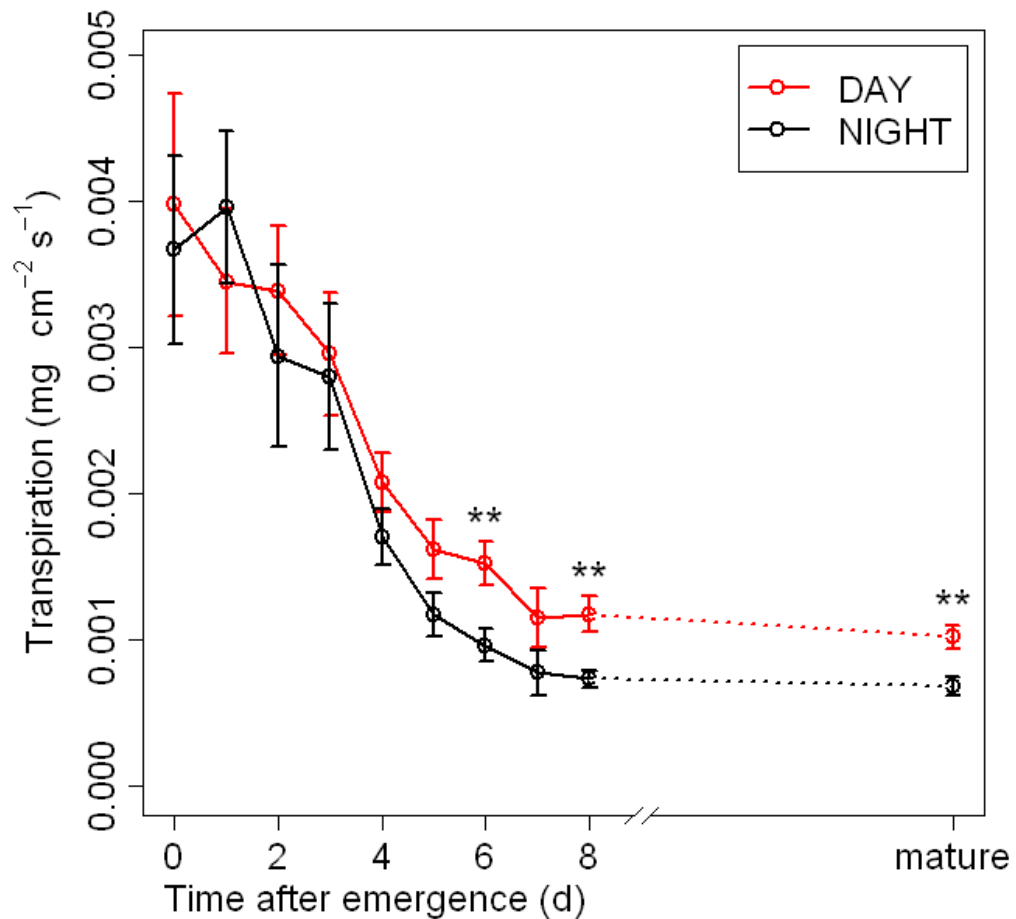 Transpiration (mg cm⁻² s⁻¹)
0.005
0.004
0.003
0.002
0.001
0.000
DAY
NIGHT
**
**
**
0 2 4 6 8 mature
Time after emergence (d)